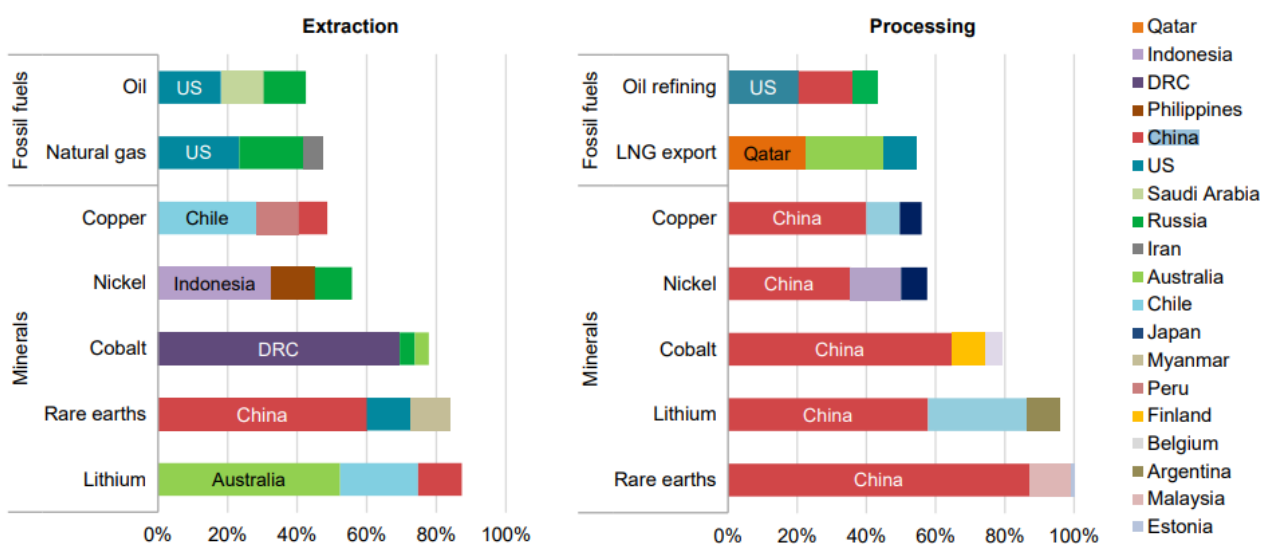 Extraction
Fossil fuels
Oil
US
Natural gas
US
Minerals
Copper
Chile
Nickel
Indonesia
Cobalt
DRC
Rare earths
China
Lithium
Australia
0% 20% 40% 60% 80% 100%
Processing
Fossil fuels
Oil refining
US
LNG export
Qatar
Minerals
Copper
China
Nickel
China
Cobalt
China
Lithium
China
Rare earths
China
0% 20% 40% 60% 80% 100%
Qatar
Indonesia
DRC
Philippines
China
US
Saudi Arabia
Russia
Iran
Australia
Chile
Japan
Myanmar
Peru
Finland
Belgium
Argentina
Malaysia
Estonia